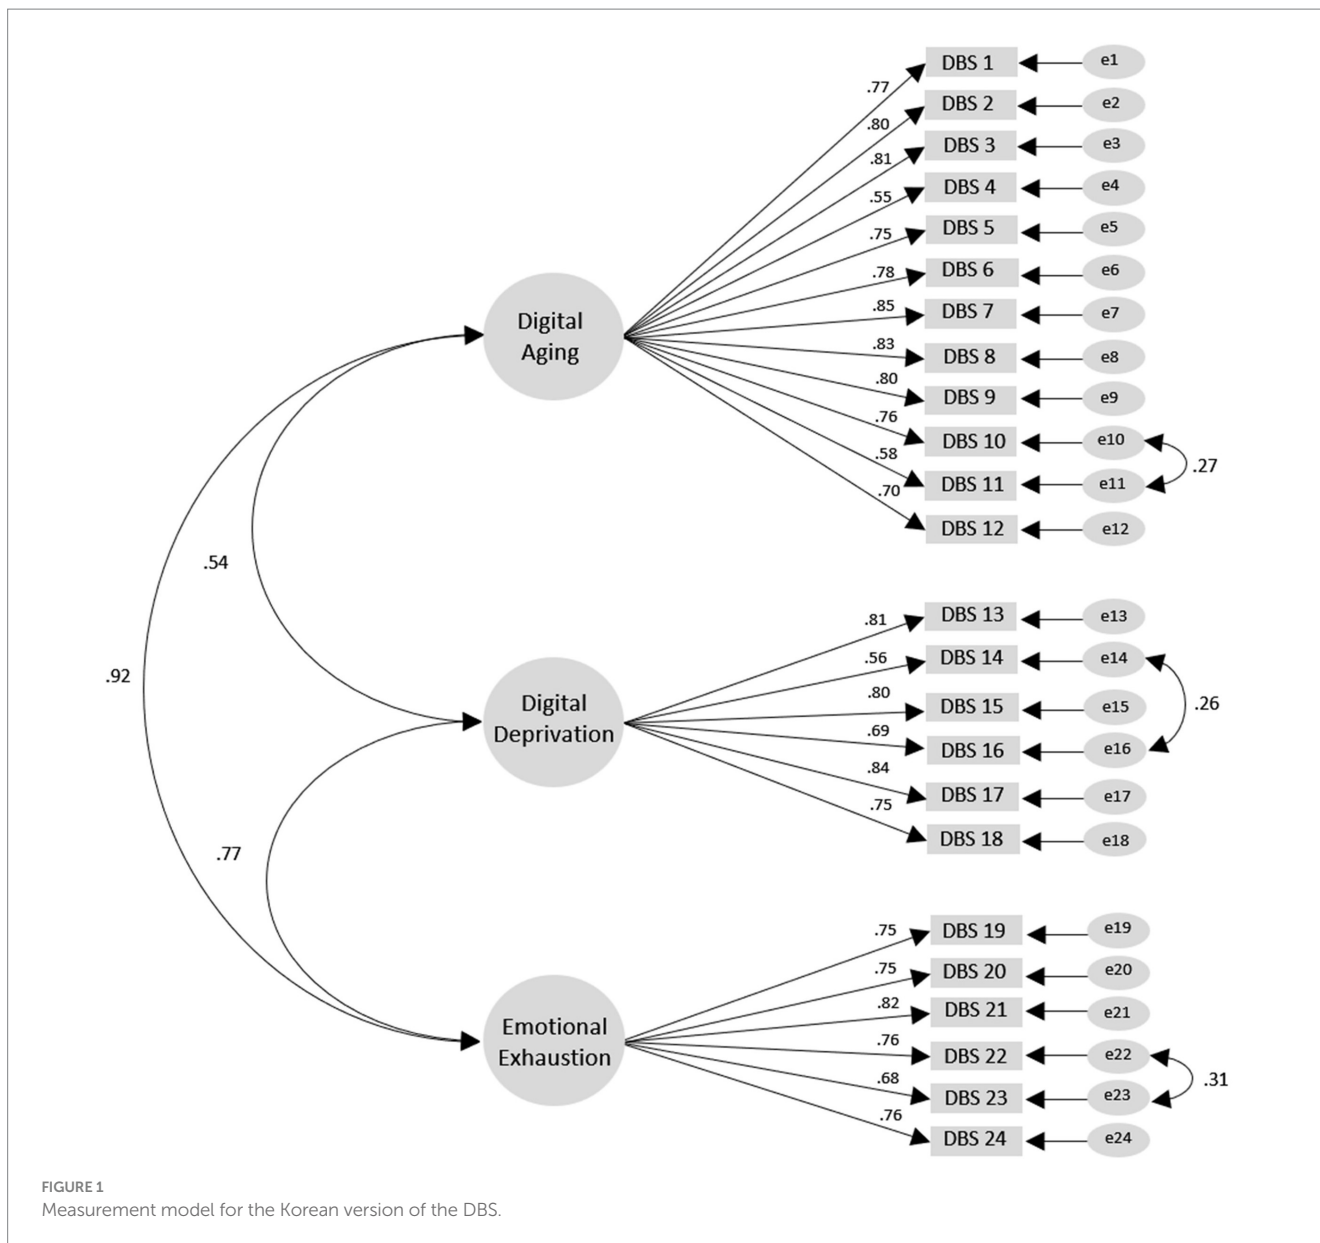 .77 DBS 1 e1
.80 DBS 2 e2
.81 DBS 3 e3
.55 DBS 4 e4
.75 DBS 5 e5
.78 DBS 6 e6
Digital
Aging
.85 DBS 7 e7
.83 DBS 8 e8
.80 DBS 9 e9
.76 DBS 10 e10
.27
.58 DBS 11 e11
.70 DBS 12 e12
.54
.92
.81 DBS 13 e13
.56 DBS 14 e14
Digital
Deprivation
.80 DBS 15 e15
.26
.69 DBS 16 e16
.84 DBS 17 e17
.75 DBS 18 e18
.77
.75 DBS 19 e19
.75 DBS 20 e20
Emotional
Exhaustion
.82 DBS 21 e21
.76 DBS 22 e22
.31
.68 DBS 23 e23
.76 DBS 24 e24
FIGURE 1
Measurement model for the Korean version of the DBS.